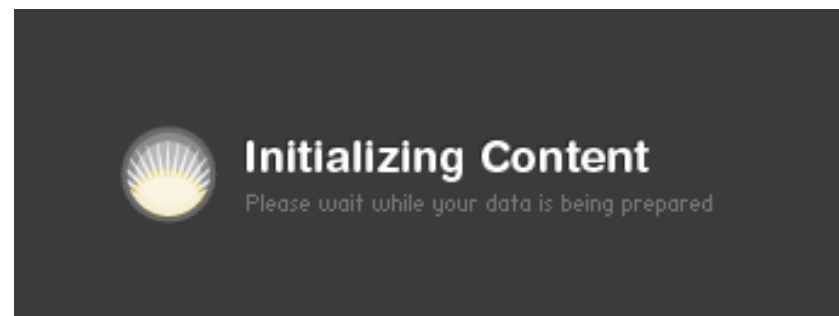 Initializing Content
Please wait while your data is being prepared